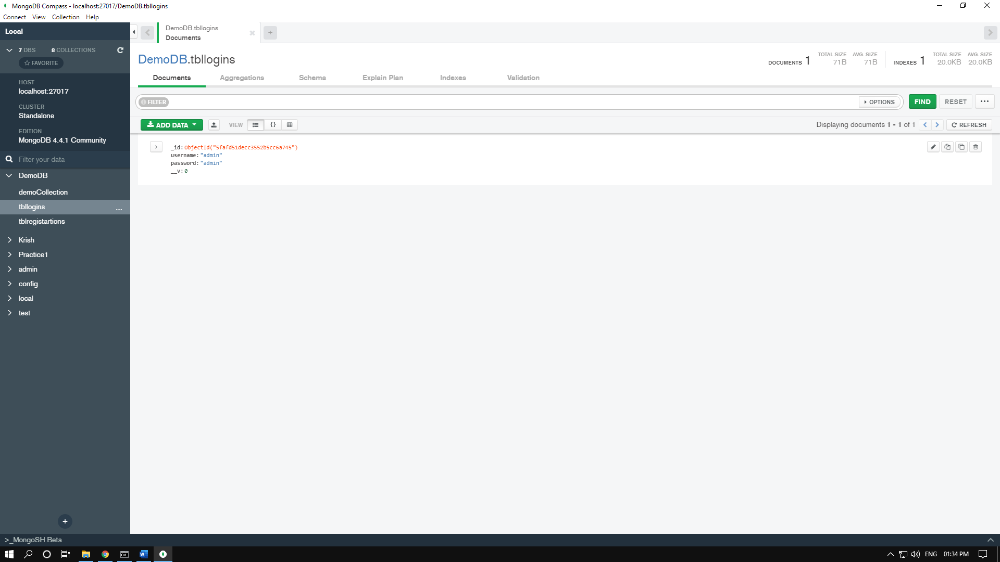 MongoDB Compass - localhost:27017/DemoDB.tbllogins
Connect View Collection Help
Local
7 DBS 8 COLLECTIONS
FAVORITE
HOST
localhost:27017
CLUSTER
Standalone
EDITION
MongoDB 4.4.1 Community
Filter your data
DemoDB
demoCollection
tbllogins ...
tblregistartions
Krish
Practice1
admin
config
local
test
DemoDB.tbllogins
Documents
DemoDB.tbllogins
DOCUMENTS 1 TOTAL SIZE 71B AVG. SIZE 71B
INDEXES 1 TOTAL SIZE 20.0KB AVG. SIZE 20.0KB
Documents Aggregations Schema Explain Plan Indexes Validation
FILTER OPTIONS FIND RESET ...
ADD DATA VIEW {} Displaying documents 1 - 1 of 1 REFRESH
_id: ObjectId("5fafd51decc3552b5cc6a745")
username: "admin"
password: "admin"
__v: 0
>_MongoSH Beta
ENG 01:34 PM